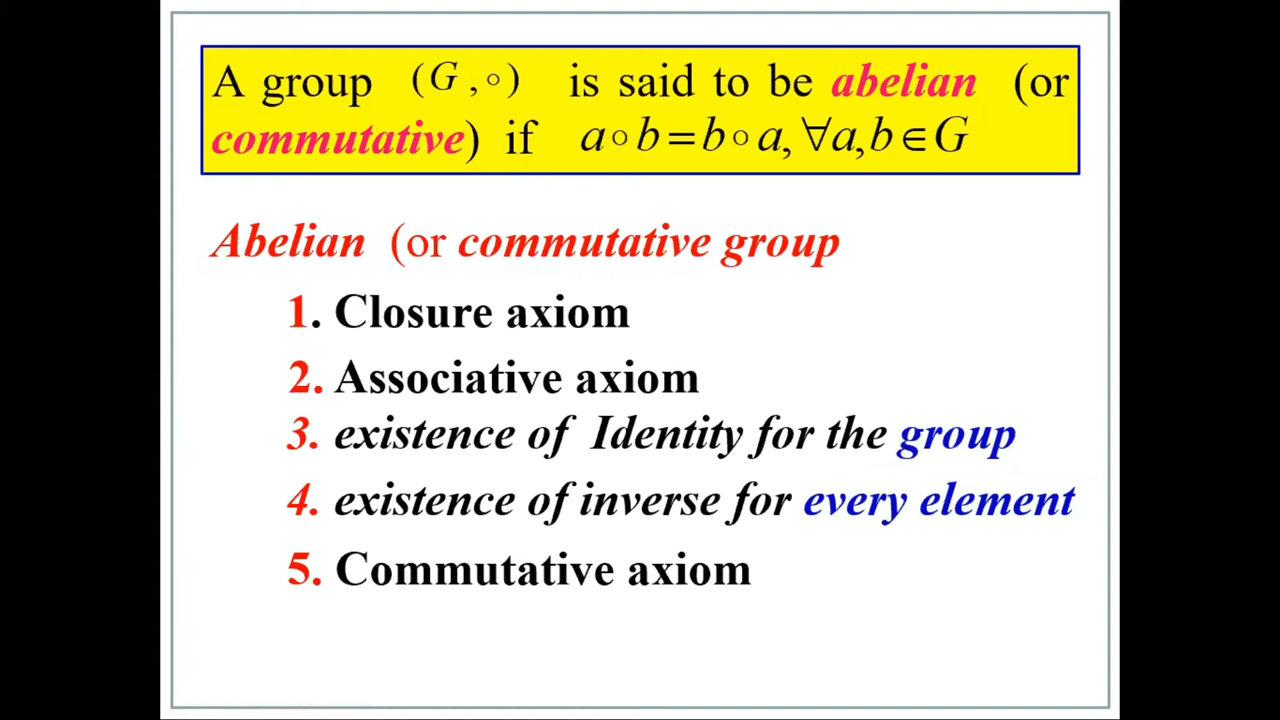 A group (G, ∘) is said to be abelian (or
commutative) if a∘b=b∘a, ∀a,b∈G
Abelian (or commutative group
1. Closure axiom
2. Associative axiom
3. existence of Identity for the group
4. existence of inverse for every element
5. Commutative axiom